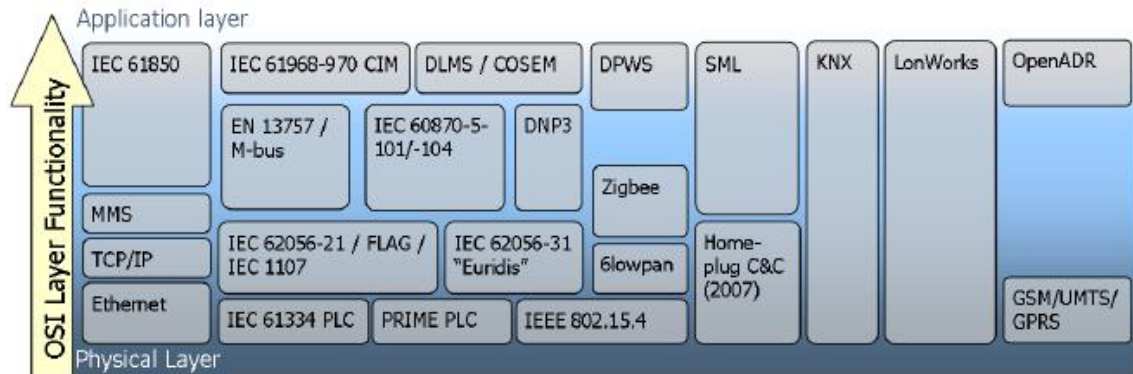 Application layer
OSI Layer Functionality
IEC 61850
IEC 61968-970 CIM
DLMS / COSEM
DPWS
SML
KNX
LonWorks
OpenADR
EN 13757 /
M-bus
IEC 60870-5-
101/-104
DNP3
Zigbee
MMS
TCP/IP
IEC 62056-21 / FLAG /
IEC 1107
IEC 62056-31
"Euridis"
6lowpan
Home-
plug C&C
(2007)
Ethernet
IEC 61334 PLC
PRIME PLC
IEEE 802.15.4
GSM/UMTS/
GPRS
Physical Layer